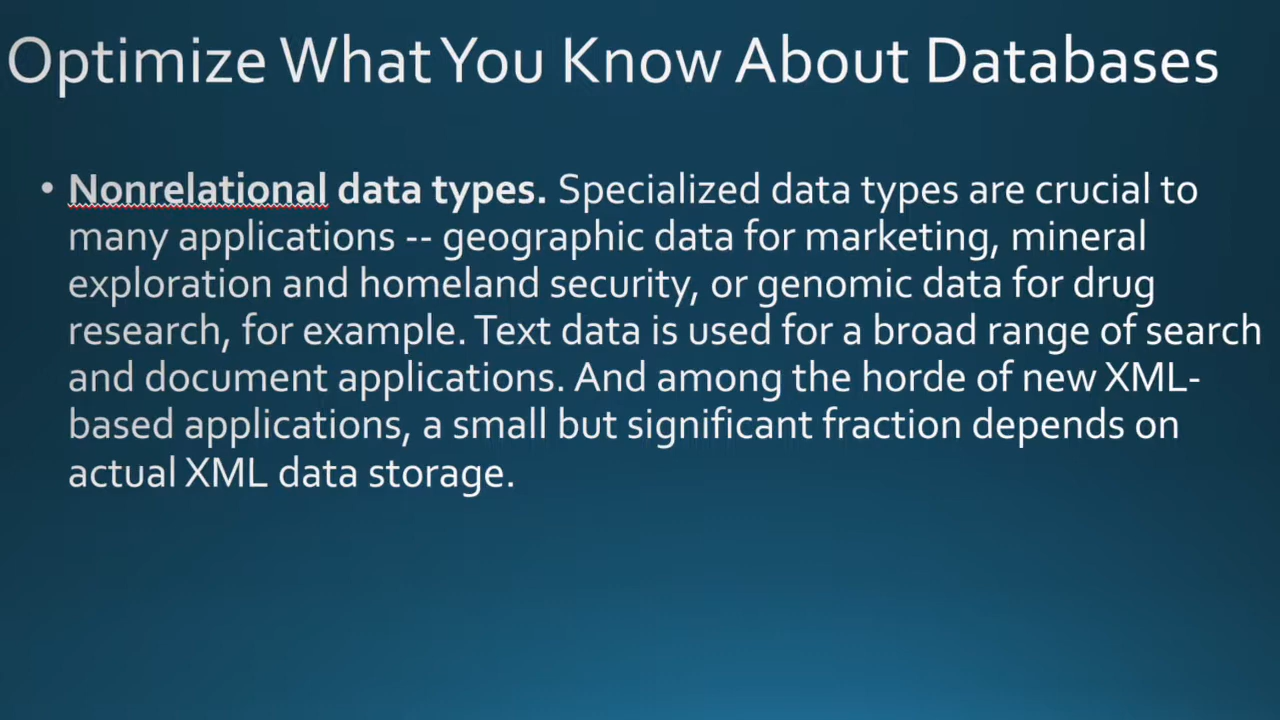 Optimize What You Know About Databases
• Nonrelational data types. Specialized data types are crucial to
many applications -- geographic data for marketing, mineral
exploration and homeland security, or genomic data for drug
research, for example. Text data is used for a broad range of search
and document applications. And among the horde of new XML-
based applications, a small but significant fraction depends on
actual XML data storage.